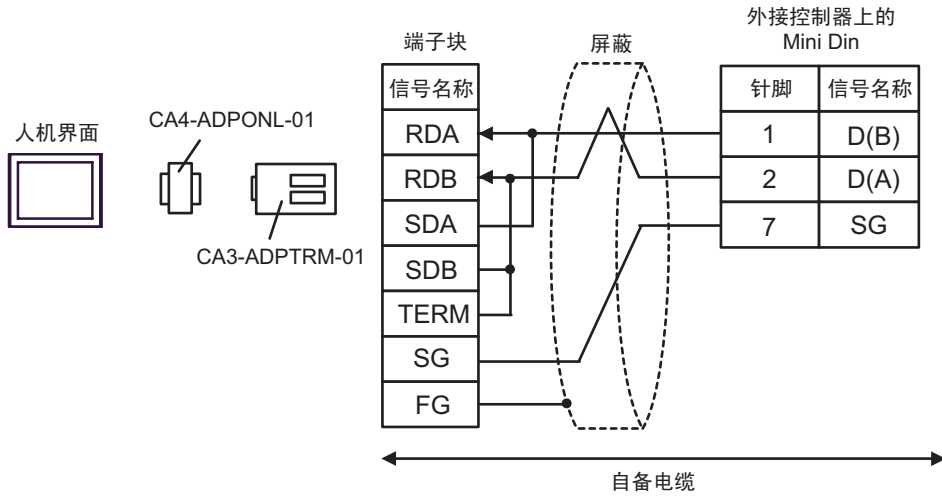 外接控制器上的
Mini Din
端子块
屏蔽
信号名称
针脚 信号名称
人机界面
CA4-ADPONL-01
CA3-ADPTRM-01
RDA
RDB
SDA
SDB
TERM
SG
FG
1 D(B)
2 D(A)
7 SG
自备电缆